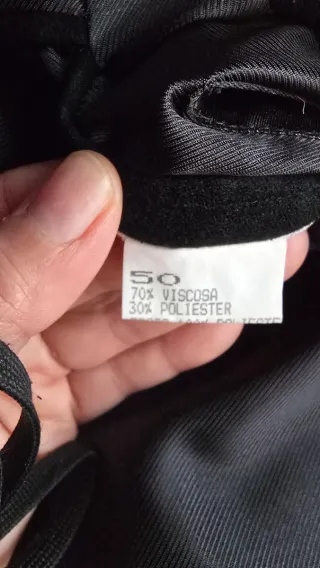 50
70% VISCOSA
30% POLIESTER